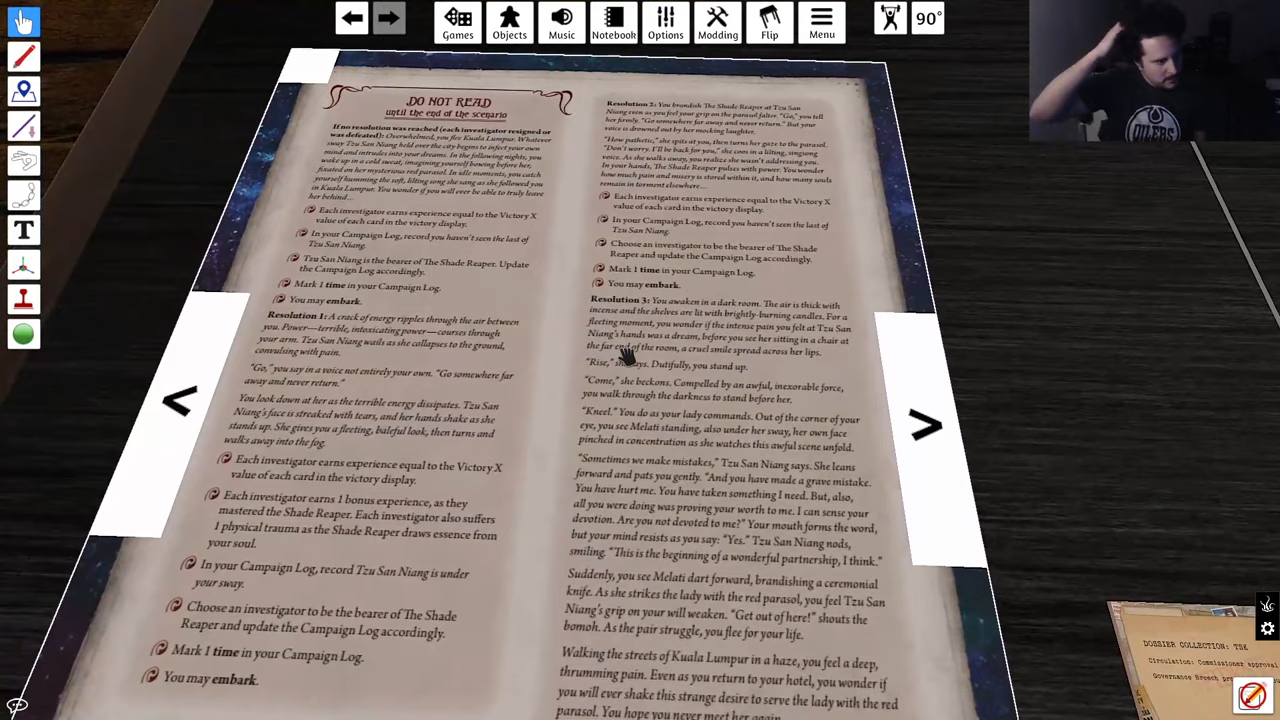 Games
Objects
Music
Notebook
Options
Modding
Flip
Menu
90°
OILERS
DO NOT READ
until the end of the scenario
If no resolution was reached (each investigator resigned or
was defeated): Overwhelmed, you flee Kuala Lumpur. Whatever
sway Tzu San Niang held over the city begins to infect your own
mind and intrudes into your dreams. In the following nights, you
wake up in a cold sweat, imagining yourself bowing before her,
fixated on her mysterious red parasol. In idle moments, you catch
yourself humming the soft, lilting song she sang as she followed you
in Kuala Lumpur. You wonder if you will ever be able to truly leave
her behind...
Each investigator earns experience equal to the Victory X
value of each card in the victory display.
In your Campaign Log, record you haven't seen the last of
Tzu San Niang.
Tzu San Niang is the bearer of The Shade Reaper. Update
the Campaign Log accordingly.
Mark 1 time in your Campaign Log.
You may embark.
Resolution 1: A crack of energy ripples through the air between
you. Power—terrible, intoxicating power—courses through
your arm. Tzu San Niang wails as she collapses to the ground,
convulsing with pain.
"Go," you say in a voice not entirely your own. "Go somewhere far
away and never return."
You look down at her as the terrible energy dissipates. Tzu San
Niang's face is streaked with tears, and her hands shake as she
stands up. She gives you a fleeting, baleful look, then turns and
walks away into the fog.
Each investigator earns experience equal to the Victory X
value of each card in the victory display.
Each investigator earns 1 bonus experience, as they
mastered the Shade Reaper. Each investigator also suffers
1 physical trauma as the Shade Reaper draws essence from
your soul.
In your Campaign Log, record Tzu San Niang is under
your sway.
Choose an investigator to be the bearer of The Shade
Reaper and update the Campaign Log accordingly.
Mark 1 time in your Campaign Log.
You may embark.
Resolution 2: You brandish The Shade Reaper at Tzu San
Niang even as you feel your grip on the parasol falter. "Go," you tell
her firmly. "Go somewhere far away and never return." But your
voice is drowned out by her mocking laughter.
"How pathetic," she spits at you, then turns her gaze to the parasol.
"Don't worry. I'll be back for you," she coos in a lilting, singsong
voice. As she walks away, you realize she wasn't addressing you.
In your hands, The Shade Reaper pulses with power. You wonder
how much pain and misery is stored within it, and how many souls
remain in torment elsewhere...
Each investigator earns experience equal to the Victory X
value of each card in the victory display.
In your Campaign Log, record you haven't seen the last of
Tzu San Niang.
Choose an investigator to be the bearer of The Shade
Reaper and update the Campaign Log accordingly.
Mark 1 time in your Campaign Log.
You may embark.
Resolution 3: You awaken in a dark room. The air is thick with
incense and the shelves are lit with brightly-burning candles. For a
fleeting moment, you wonder if the intense pain you felt at Tzu San
Niang's hands was a dream, before you see her sitting in a chair at
the far end of the room, a cruel smile spread across her lips.
"Rise," she says. Dutifully, you stand up.
"Come," she beckons. Compelled by an awful, inexorable force,
you walk through the darkness to stand before her.
"Kneel." You do as your lady commands. Out of the corner of your
eye, you see Melati standing, also under her sway, her own face
pinched in concentration as she watches this awful scene unfold.
"Sometimes we make mistakes," Tzu San Niang says. She leans
forward and pats you gently. "And you have made a grave mistake.
You have hurt me. You have taken something I need. But, also,
all you were doing was proving your worth to me. I can sense your
devotion. Are you not devoted to me?" Your mouth forms the word,
but your mind resists as you say: "Yes." Tzu San Niang nods,
smiling. "This is the beginning of a wonderful partnership, I think."
Suddenly, you see Melati dart forward, brandishing a ceremonial
knife. As she strikes the lady with the red parasol, you feel Tzu San
Niang's grip on your will weaken. "Get out of here!" shouts the
bomoh. As the pair struggle, you flee for your life.
Walking the streets of Kuala Lumpur in a haze, you feel a deep,
thrumming pain. Even as you return to your hotel, you wonder if
you will ever shake this strange desire to serve the lady with the red
parasol. You hope you never meet her again.
< >
DOSSIER COLLECTION: TSK
Circulation: Commissioner approval
Governance Breach